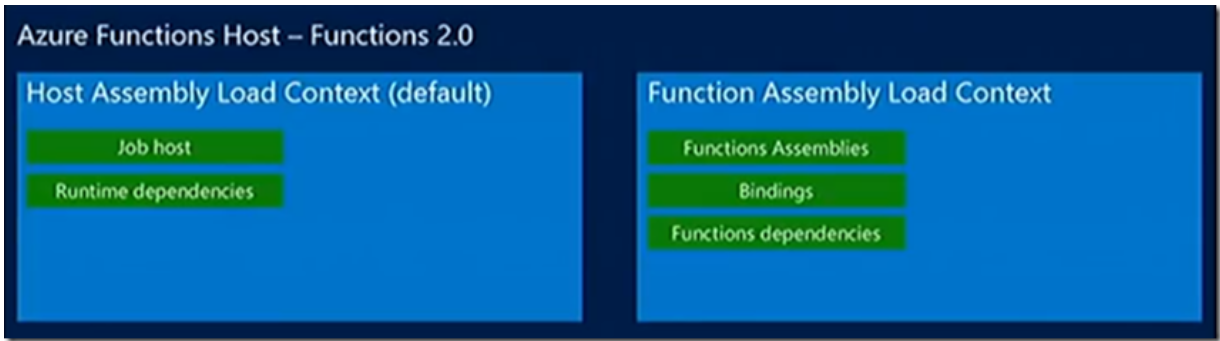 Azure Functions Host – Functions 2.0
Host Assembly Load Context (default)
Job host
Runtime dependencies
Function Assembly Load Context
Functions Assemblies
Bindings
Functions dependencies